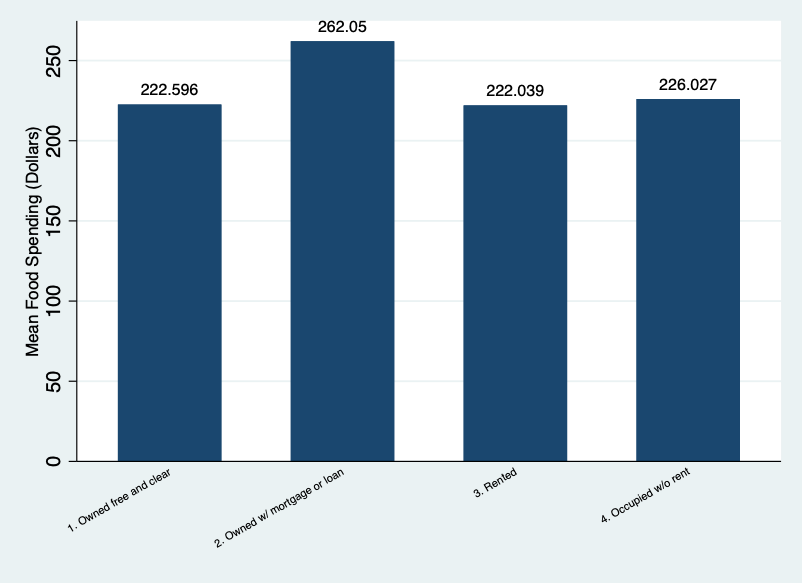 262.05
222.596
222.039
226.027
Mean Food Spending (Dollars)
250
200
150
100
50
0
1. Owned free and clear
2. Owned w/ mortgage or loan
3. Rented
4. Occupied w/o rent